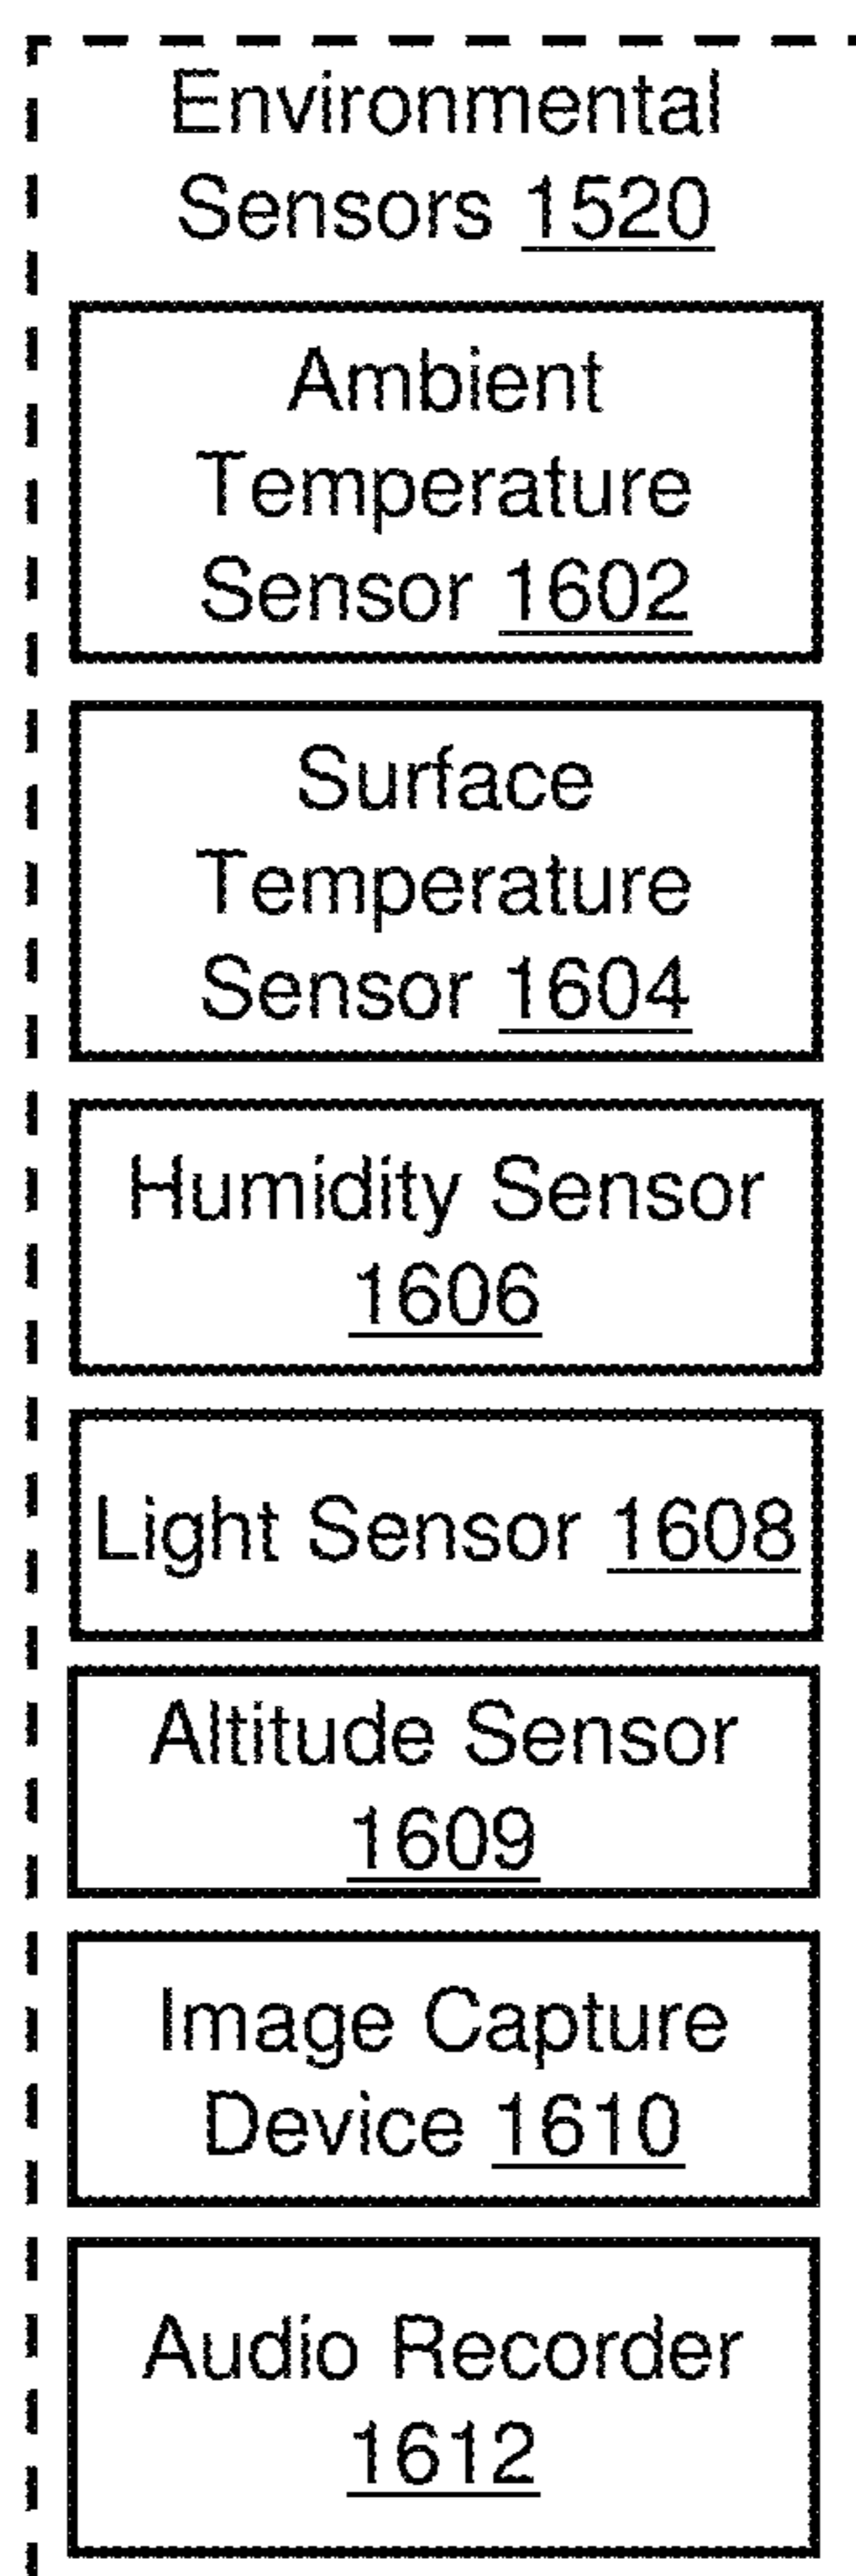 Environmental
Sensors 1520
Ambient
Temperature
Sensor 1602
Surface
Temperature
Sensor 1604
Humidity Sensor
1606
Light Sensor 1608
Altitude Sensor
1609
Image Capture
Device 1610
Audio Recorder
1612